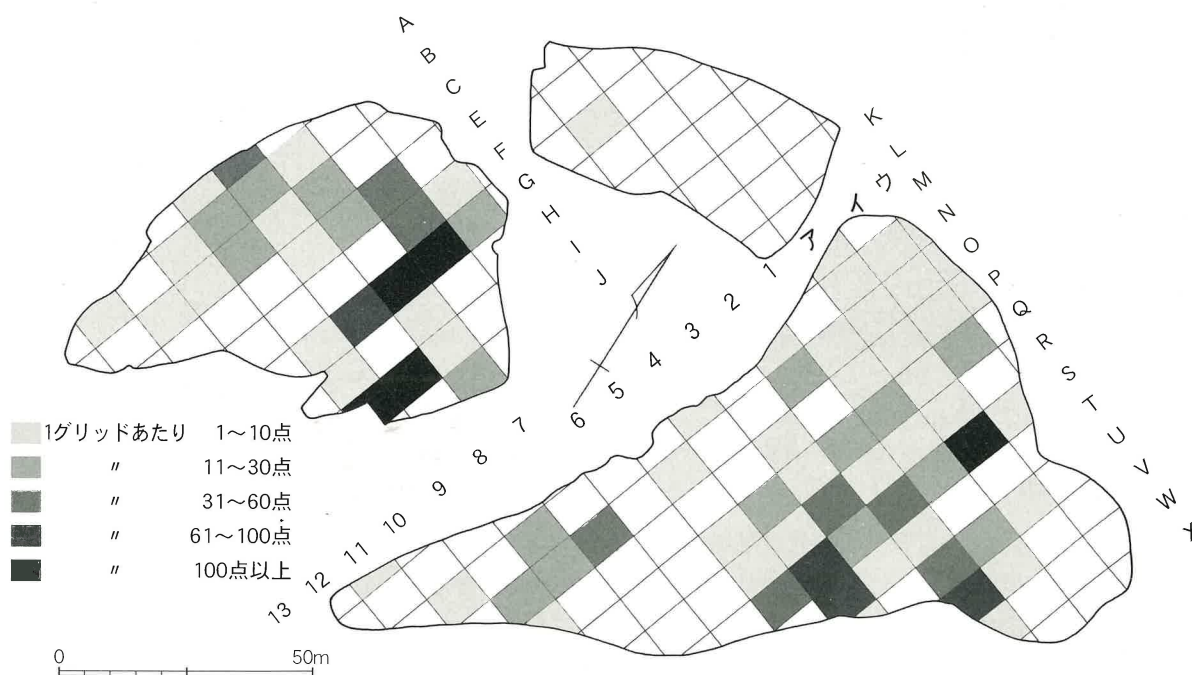 A
B
C
E
F
G
H
I
J
K
L
M
N
O
P
Q
R
S
T
U
V
W
X
ア
イ
ウ
1
2
3
4
5
6
7
8
9
10
11
12
13
1グリッドあたり 1～10点
〃 11～30点
〃 31～60点
〃 61～100点
〃 100点以上
0 50m